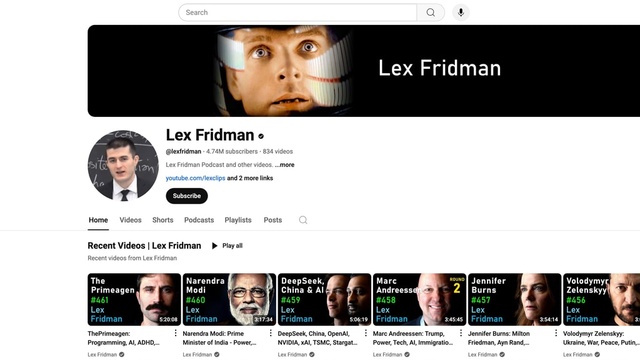 Search
Lex Fridman
Lex Fridman
@lexfridman · 4.74M subscribers · 834 videos
Lex Fridman Podcast and other videos. ...more
youtube.com/lexclips and 2 more links
Subscribe
Home Videos Shorts Podcasts Playlists Posts
Recent Videos | Lex Fridman Play all
Recent videos from Lex Fridman
The
Primeagen
#461
Lex
Fridman
5:20:08
Narendra
Modi
#460
Lex
Fridman
3:17:34
DeepSeek,
China & AI
#459
Lex
Fridman
5:06:19
Marc
Andreessen
#458
Lex
Fridman
ROUND
2
3:45:45
Jennifer
Burns
#457
Lex
Fridman
3:54:14
Volodymyr
Zelenskyy
#456
Lex
Fridman
ThePrimeagen:
Programming, AI, ADHD,...
Lex Fridman
Narendra Modi: Prime
Minister of India - Power,...
Lex Fridman
DeepSeek, China, OpenAI,
NVIDIA, xAI, TSMC, Stargat...
Lex Fridman
Marc Andreessen: Trump,
Power, Tech, AI, Immigratio...
Lex Fridman
Jennifer Burns: Milton
Friedman, Ayn Rand,...
Lex Fridman
Volodymyr Zelenskyy:
Ukraine, War, Peace, Putin,
Lex Fridman